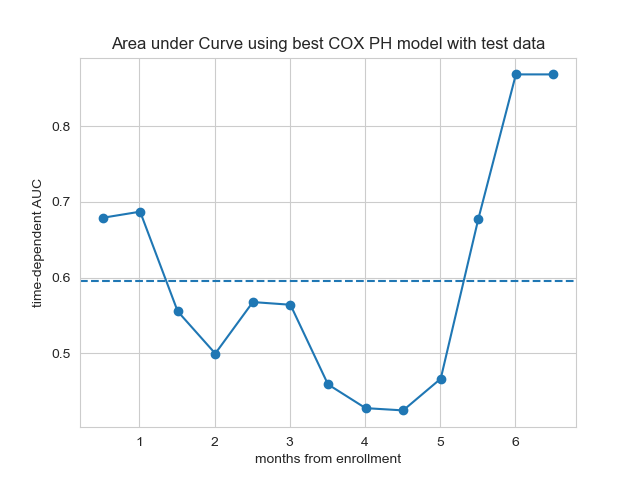 Area under Curve using best COX PH model with test data
time-dependent AUC
0.8
0.7
0.6
0.5
1 2 3 4 5 6
months from enrollment